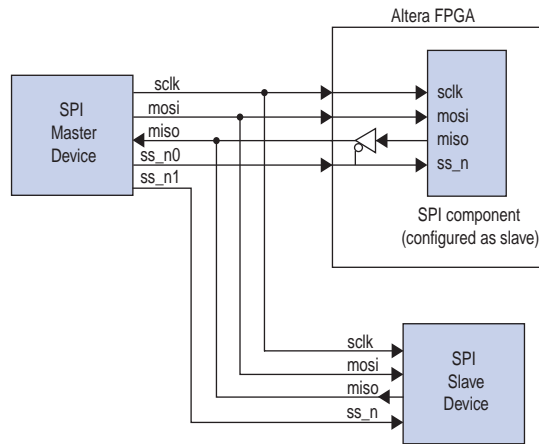 Altera FPGA
SPI
Master
Device
sclk
mosi
miso
ss_n0
ss_n1
sclk
mosi
miso
ss_n
SPI component
(configured as slave)
sclk
mosi
miso
ss_n
SPI
Slave
Device